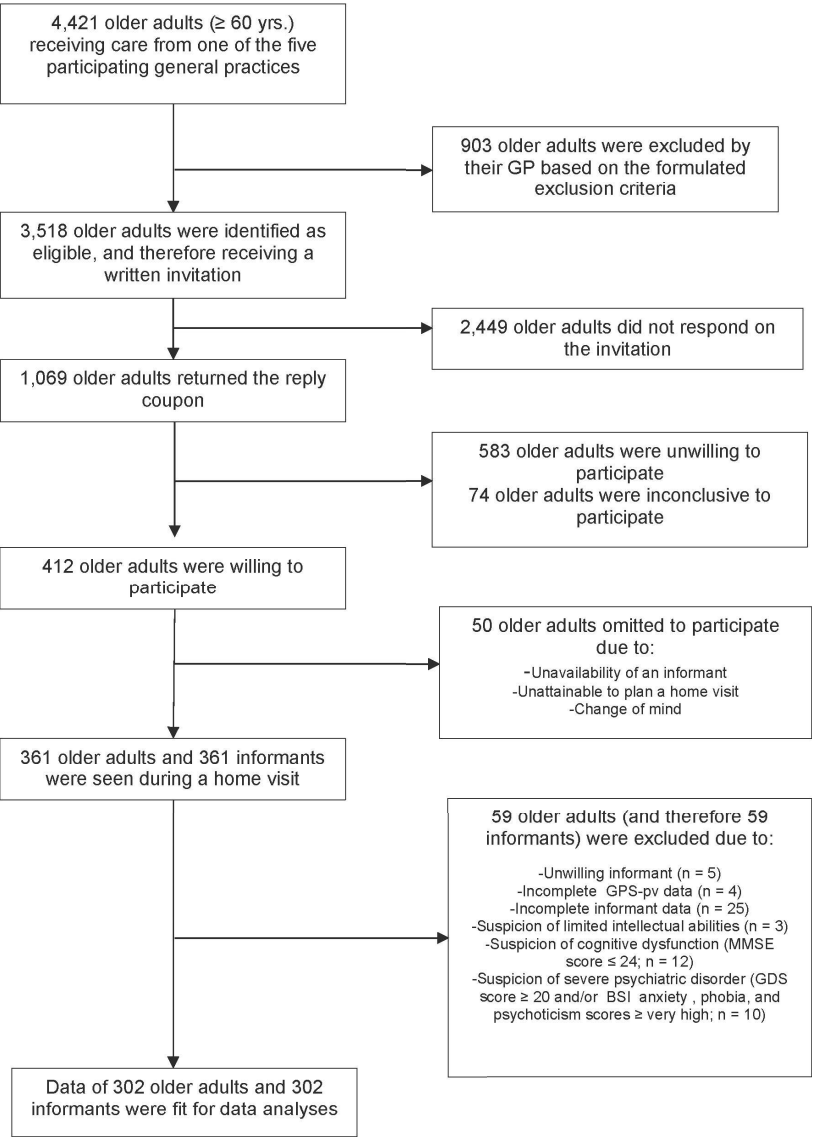 4,421 older adults (≥ 60 yrs.)
receiving care from one of the five
participating general practices
903 older adults were excluded by
their GP based on the formulated
exclusion criteria
3,518 older adults were identified as
eligible, and therefore receiving a
written invitation
2,449 older adults did not respond on
the invitation
1,069 older adults returned the reply
coupon
583 older adults were unwilling to
participate
74 older adults were inconclusive to
participate
412 older adults were willing to
participate
50 older adults omitted to participate
due to:
-Unavailability of an informant
-Unattainable to plan a home visit
-Change of mind
361 older adults and 361 informants
were seen during a home visit
59 older adults (and therefore 59
informants) were excluded due to:
-Unwilling informant (n = 5)
-Incomplete GPS-pv data (n = 4)
-Incomplete informant data (n = 25)
-Suspicion of limited intellectual abilities (n = 3)
-Suspicion of cognitive dysfunction (MMSE
score ≤ 24; n = 12)
-Suspicion of severe psychiatric disorder (GDS
score ≥ 20 and/or BSI anxiety , phobia, and
psychoticism scores ≥ very high; n = 10)
Data of 302 older adults and 302
informants were fit for data analyses